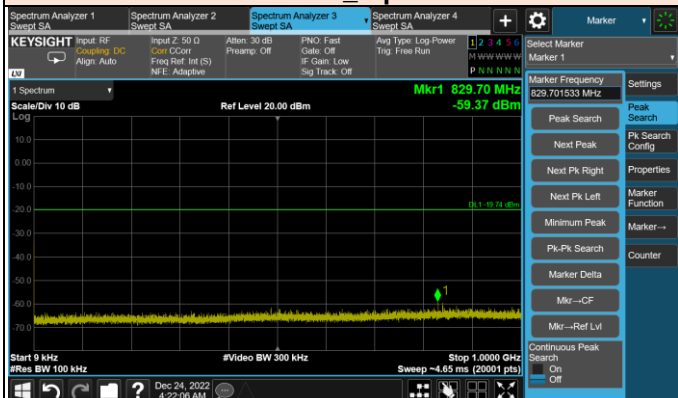 Spectrum Analyzer 1
Swept SA
Spectrum Analyzer 2
Swept SA
Spectrum Analyzer 3
Swept SA
Spectrum Analyzer 4
Swept SA
+
Marker
KEYSIGHT
Input: RF
Coupling: DC
Align: Auto
Input Z: 50 Ω
Corr CCorr
Freq Ref: Int (S)
NFE: Adaptive
Atten: 30 dB
Preamp: Off
PNO: Fast
Gate: Off
IF Gain: Low
Sig Track: Off
Avg Type: Log-Power
Trig: Free Run
1 2 3 4 5 6
M W W W W W
P N N N N N
LXI
Select Marker
Marker 1
1 Spectrum
Scale/Div 10 dB
Log
Ref Level 20.00 dBm
Mkr1 829.70 MHz
-59.37 dBm
10.0
0.00
-10.0
-20.0
-30.0
-40.0
-50.0
-60.0
-70.0
DL1 -19.74 dBm
1
Start 9 kHz
#Res BW 100 kHz
#Video BW 300 kHz
Stop 1.0000 GHz
Sweep ~4.65 ms (20001 pts)
Marker Frequency
829.701533 MHz
Peak Search
Next Peak
Next Pk Right
Next Pk Left
Minimum Peak
Pk-Pk Search
Marker Delta
Mkr→CF
Mkr→Ref Lvl
Continuous Peak
Search
On
Off
Settings
Peak
Search
Pk Search
Config
Properties
Marker
Function
Marker→
Counter
?
Dec 24, 2022
4:22:06 AM